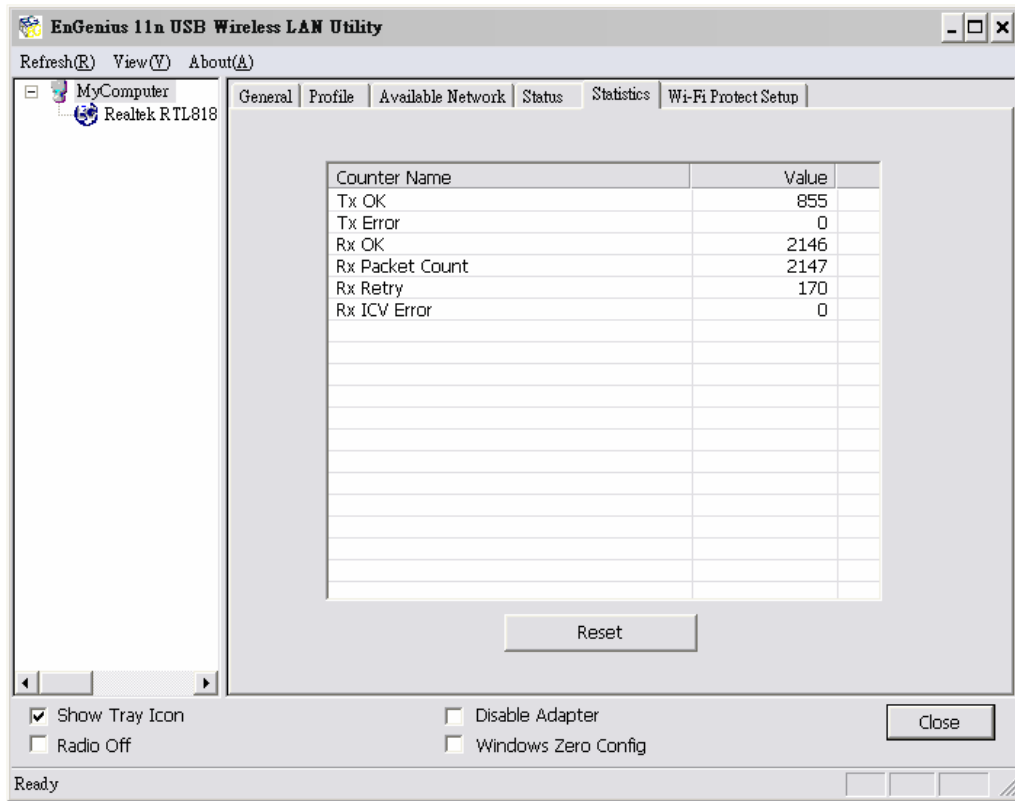 EnGenius 11n USB Wireless LAN Utility
Refresh(R) View(V) About(A)
MyComputer
Realtek RTL818
General Profile Available Network Status Statistics Wi-Fi Protect Setup
Counter Name Value
Tx OK 855
Tx Error 0
Rx OK 2146
Rx Packet Count 2147
Rx Retry 170
Rx ICV Error 0
Reset
Show Tray Icon Disable Adapter Close
Radio Off Windows Zero Config
Ready